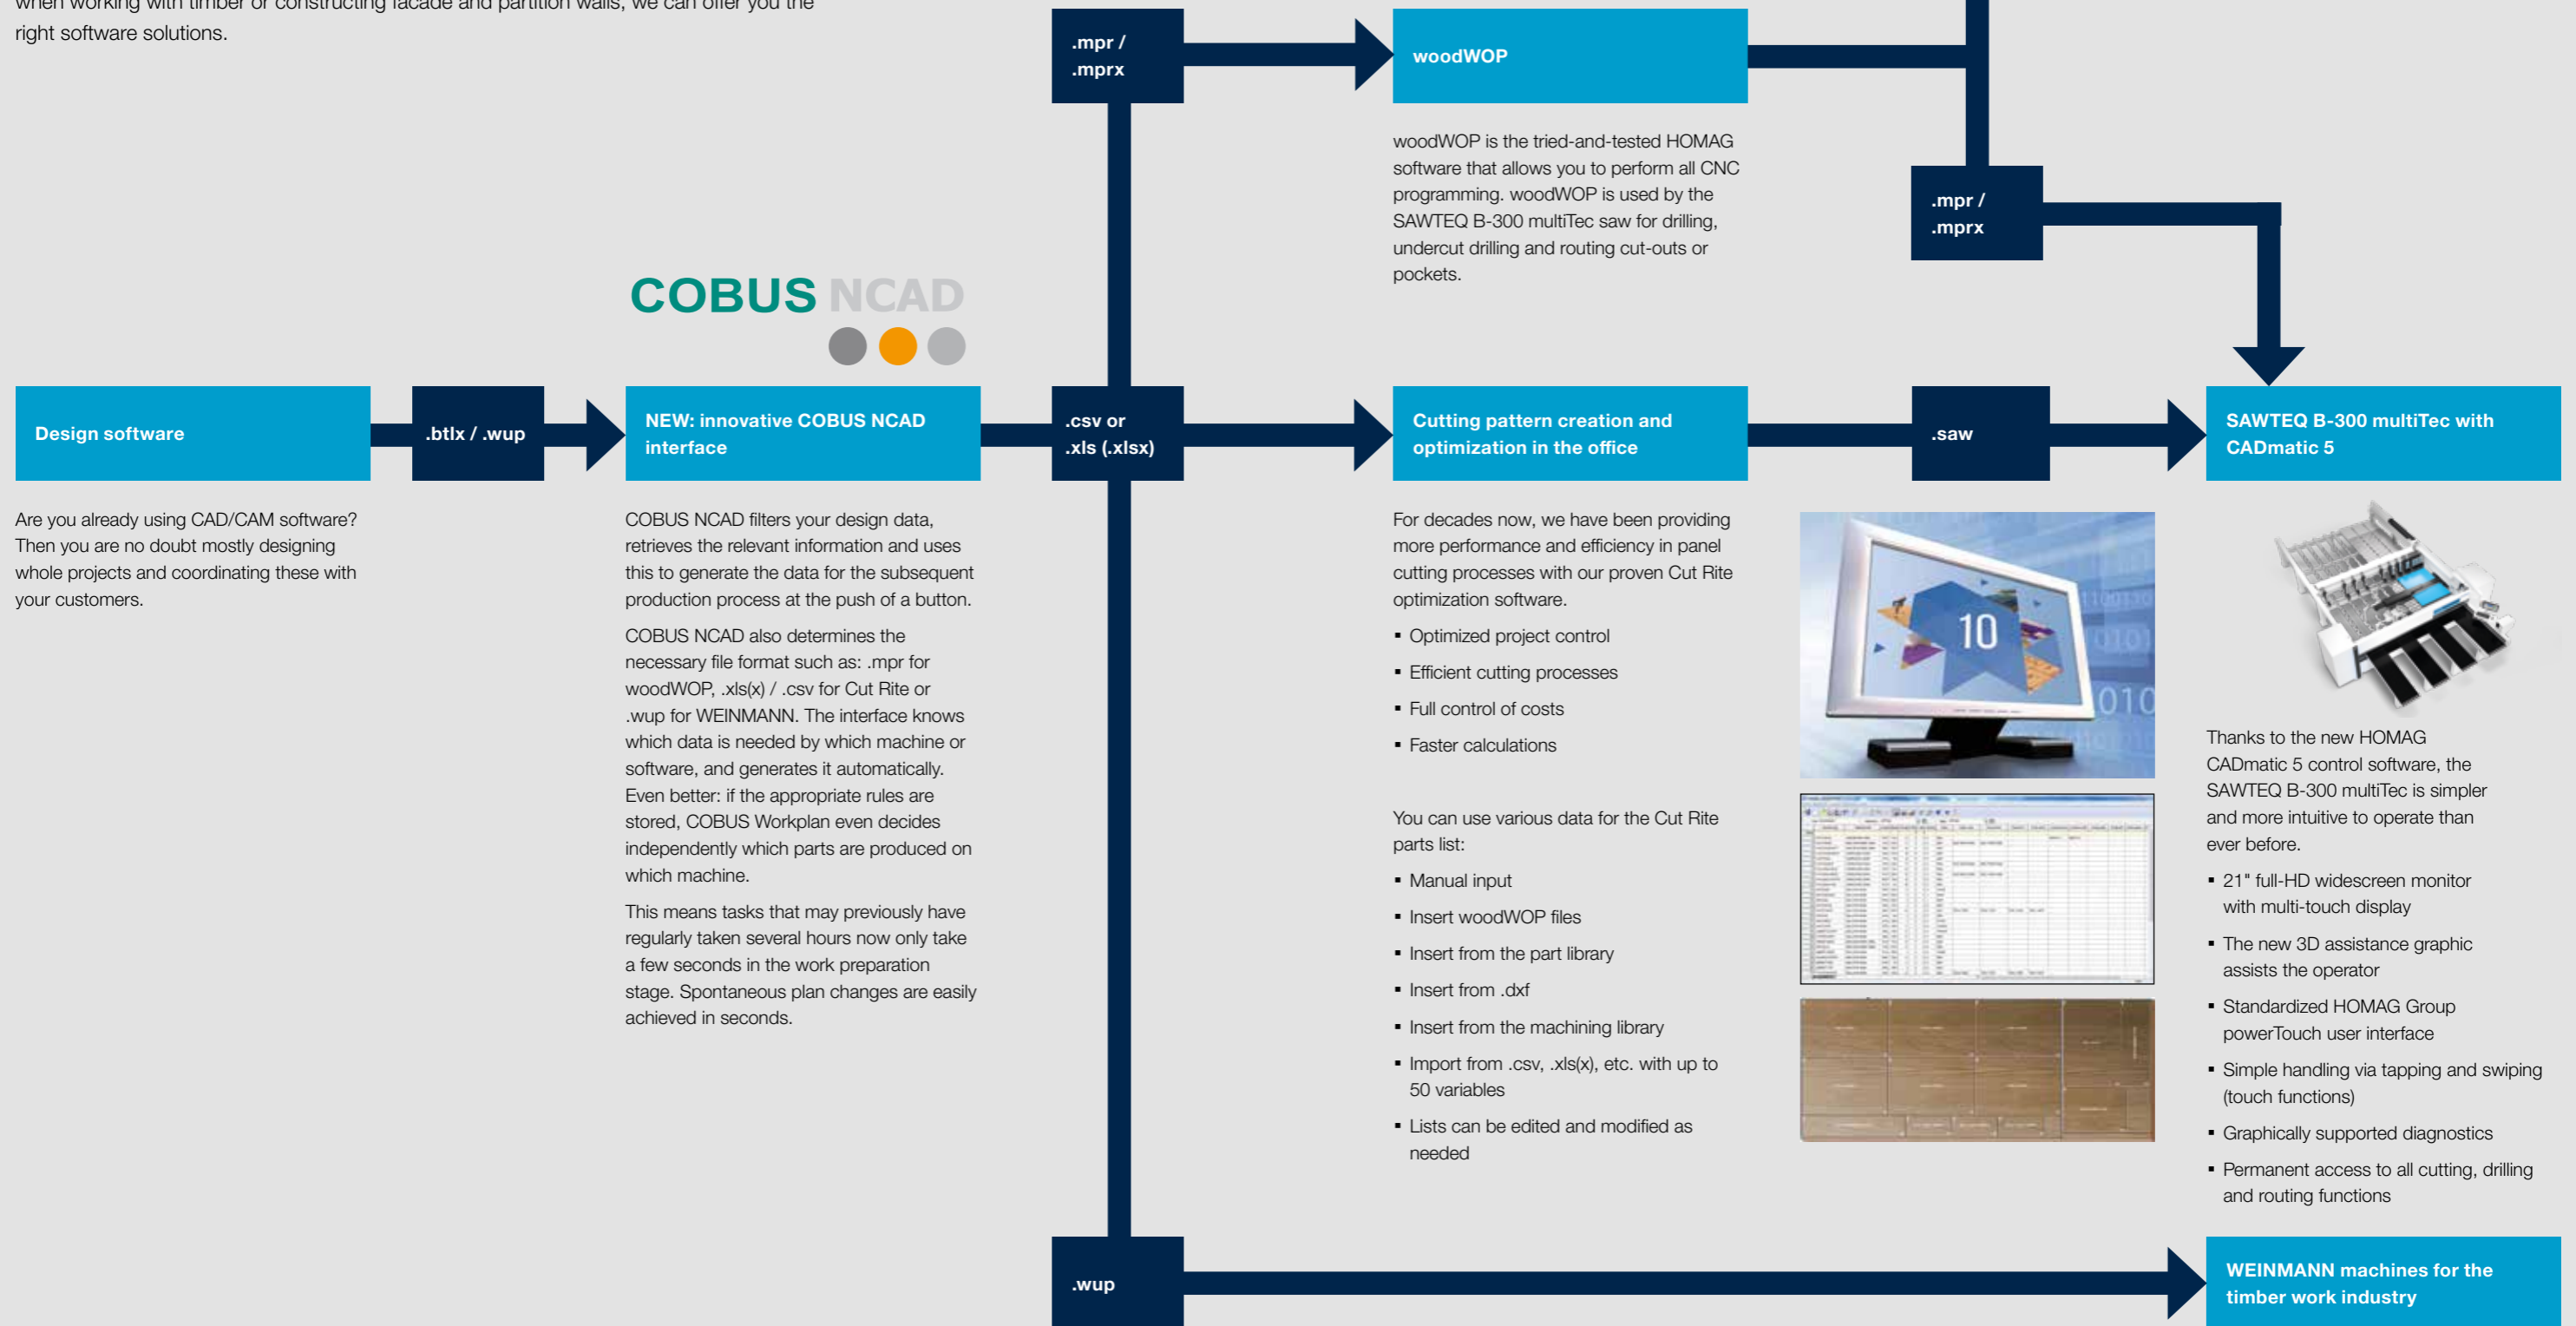 when working with timber or constructing facade and partition walls, we can offer you the
right software solutions.
.mpr /
.mprx
woodWOP
woodWOP is the tried-and-tested HOMAG
software that allows you to perform all CNC
programming. woodWOP is used by the
SAWTEQ B-300 multiTec saw for drilling,
undercut drilling and routing cut-outs or
pockets.
.mpr /
.mprx
COBUS NCAD
Design software
.btlx / .wup
NEW: innovative COBUS NCAD
interface
.csv or
.xls (.xlsx)
Cutting pattern creation and
optimization in the office
.saw
SAWTEQ B-300 multiTec with
CADmatic 5
Are you already using CAD/CAM software?
Then you are no doubt mostly designing
whole projects and coordinating these with
your customers.
COBUS NCAD filters your design data,
retrieves the relevant information and uses
this to generate the data for the subsequent
production process at the push of a button.
COBUS NCAD also determines the
necessary file format such as: .mpr for
woodWOP, .xls(x) / .csv for Cut Rite or
.wup for WEINMANN. The interface knows
which data is needed by which machine or
software, and generates it automatically.
Even better: if the appropriate rules are
stored, COBUS Workplan even decides
independently which parts are produced on
which machine.
This means tasks that may previously have
regularly taken several hours now only take
a few seconds in the work preparation
stage. Spontaneous plan changes are easily
achieved in seconds.
For decades now, we have been providing
more performance and efficiency in panel
cutting processes with our proven Cut Rite
optimization software.
▪ Optimized project control
▪ Efficient cutting processes
▪ Full control of costs
▪ Faster calculations
You can use various data for the Cut Rite
parts list:
▪ Manual input
▪ Insert woodWOP files
▪ Insert from the part library
▪ Insert from .dxf
▪ Insert from the machining library
▪ Import from .csv, .xls(x), etc. with up to
50 variables
▪ Lists can be edited and modified as
needed
10
Thanks to the new HOMAG
CADmatic 5 control software, the
SAWTEQ B-300 multiTec is simpler
and more intuitive to operate than
ever before.
▪ 21" full-HD widescreen monitor
with multi-touch display
▪ The new 3D assistance graphic
assists the operator
▪ Standardized HOMAG Group
powerTouch user interface
▪ Simple handling via tapping and swiping
(touch functions)
▪ Graphically supported diagnostics
▪ Permanent access to all cutting, drilling
and routing functions
.wup
WEINMANN machines for the
timber work industry